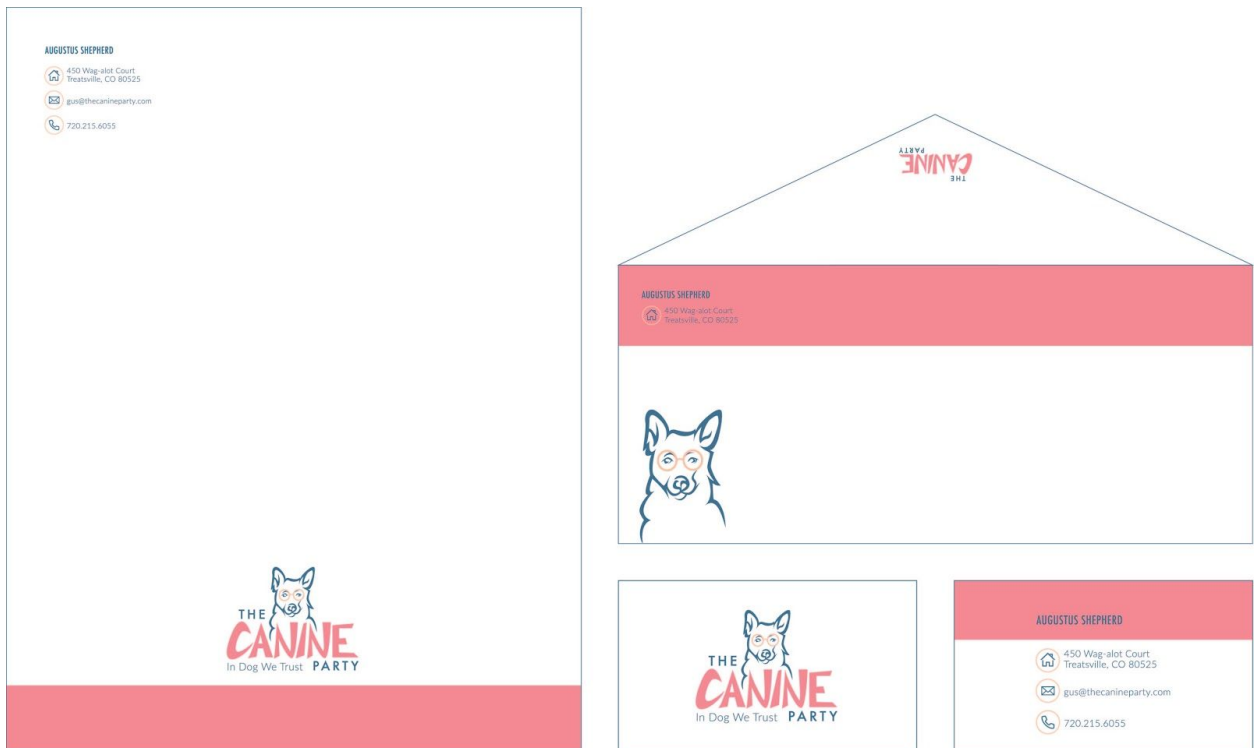 AUGUSTUS SHEPHERD
450 Wag-alot Court
Treatsville, CO 80525
gus@thecanineparty.com
720.215.6055
THE
CANINE
In Dog We Trust PARTY
THE
CANINE
PARTY
AUGUSTUS SHEPHERD
450 Wag-alot Court
Treatsville, CO 80525
THE
CANINE
In Dog We Trust PARTY
AUGUSTUS SHEPHERD
450 Wag-alot Court
Treatsville, CO 80525
gus@thecanineparty.com
720.215.6055